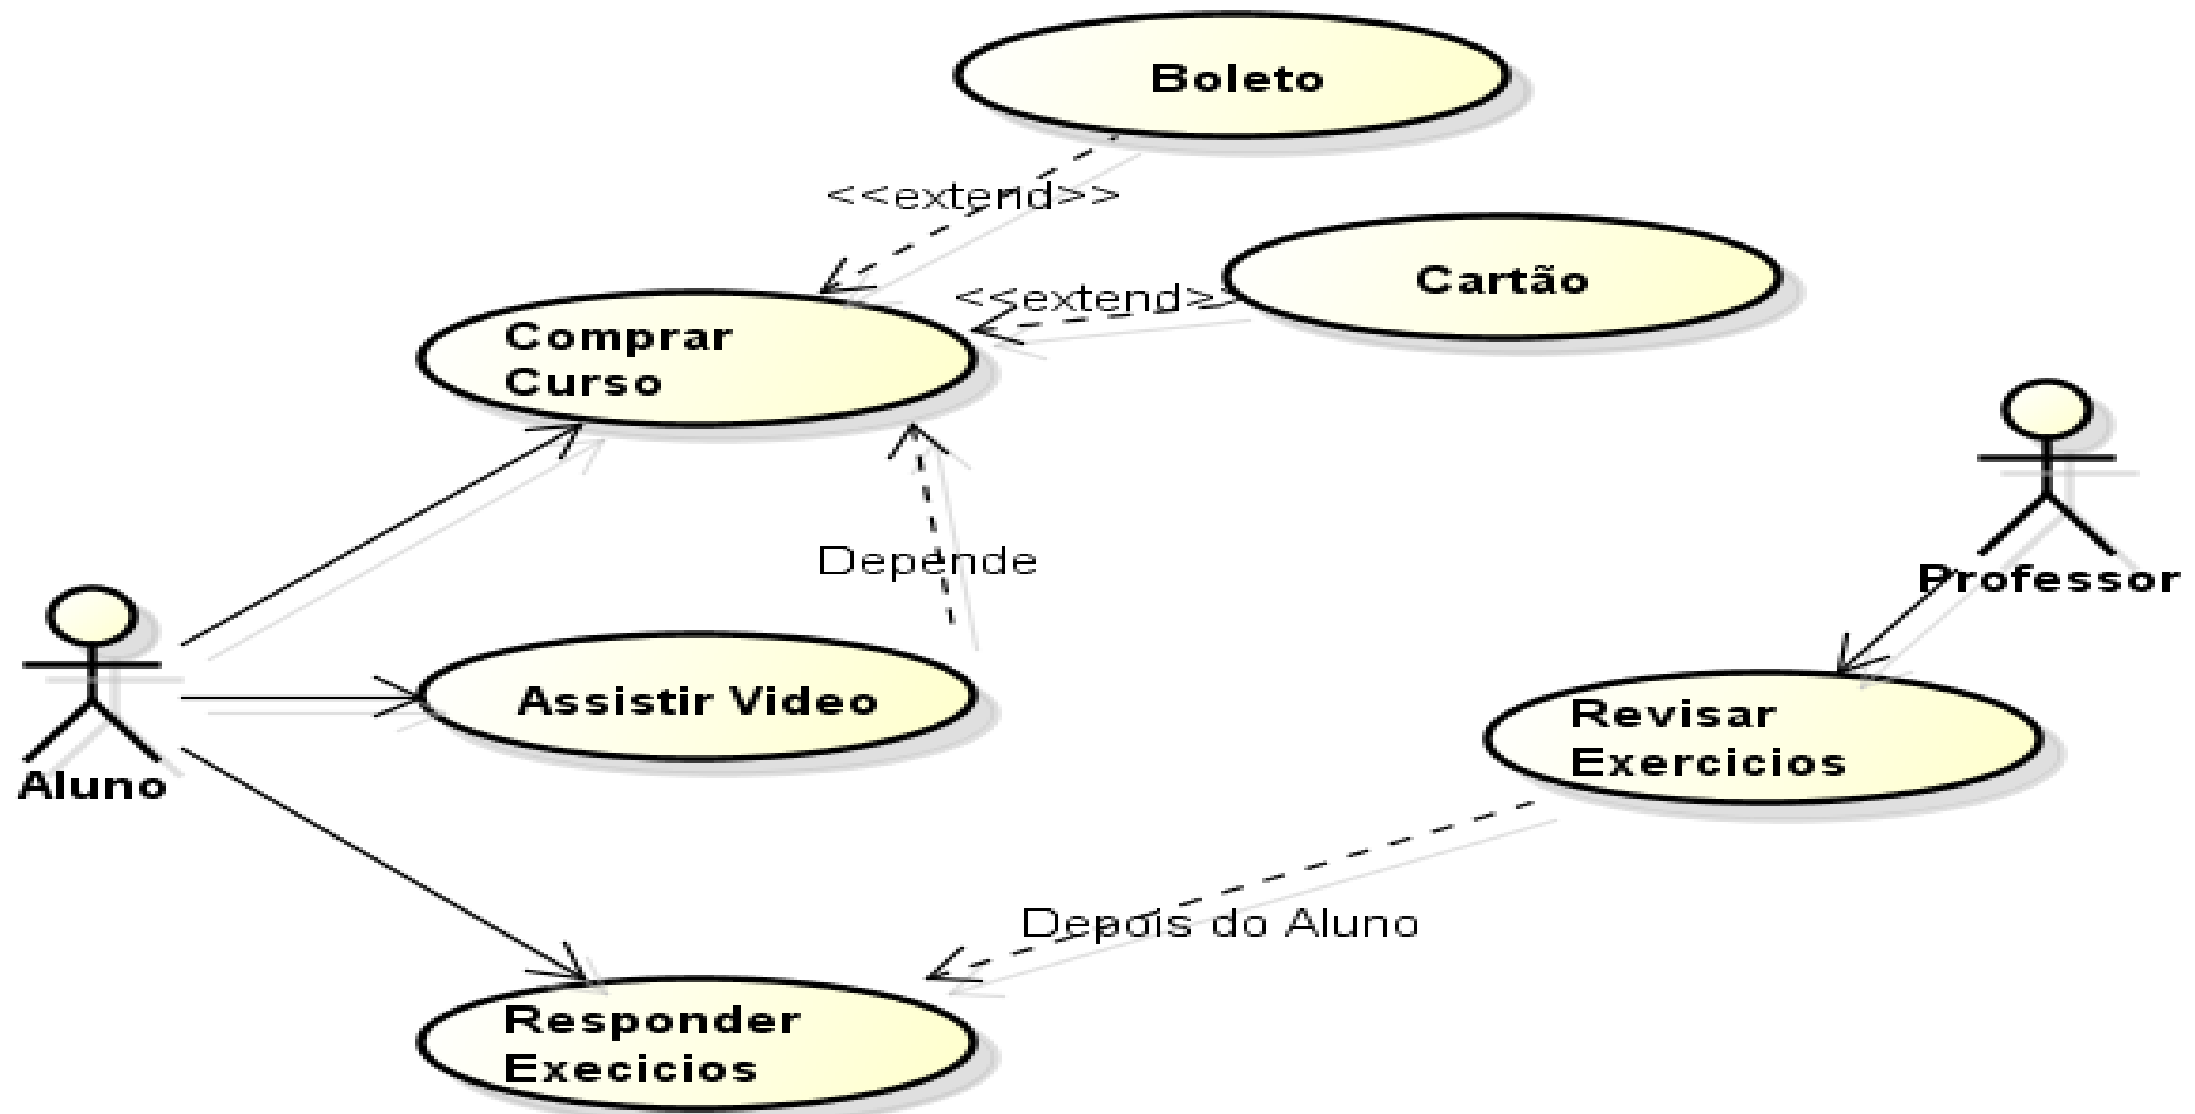 Boleto
<<extend>>
Cartão
<<extend>
Comprar
Curso
Depende
Professor
Assistir Video
Revisar
Exercicios
Aluno
Depois do Aluno
Responder
Execicios